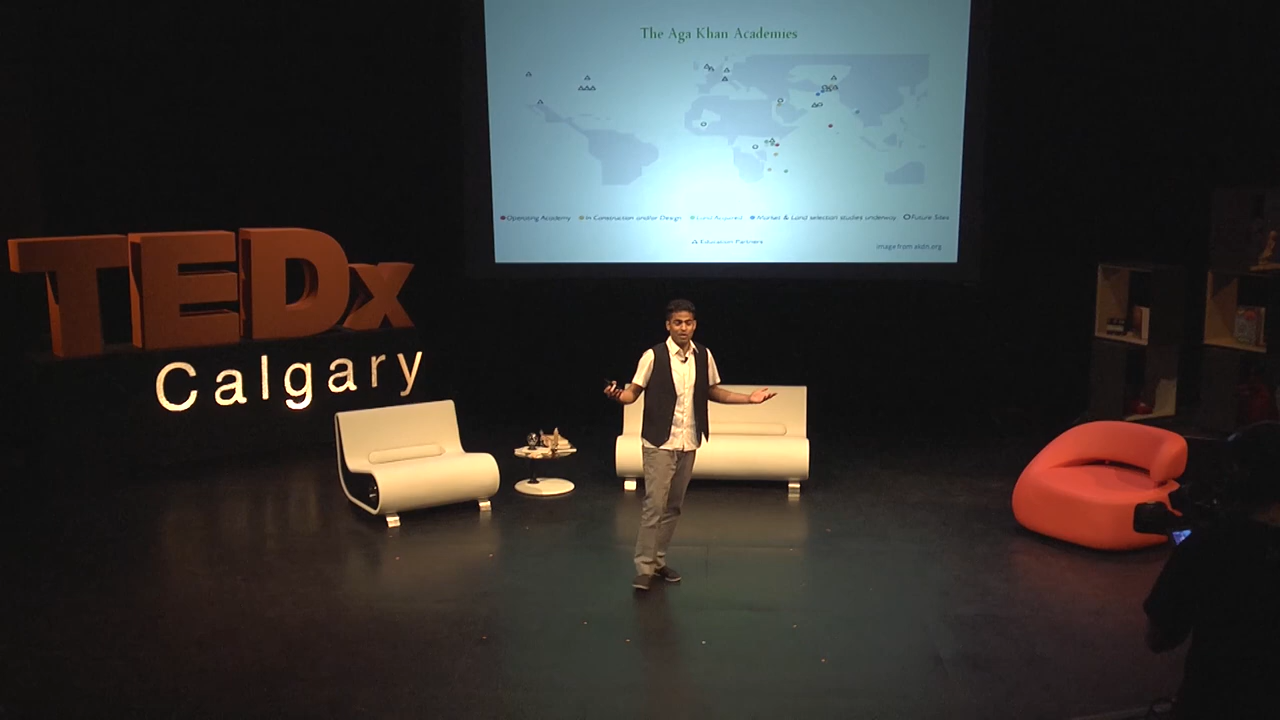 The Aga Khan Academies
Operating Academy In Construction and/or Design Land Acquired Market & Land selection studies underway Future Sites
Education Partners
image from akdn.org
TEDx
Calgary